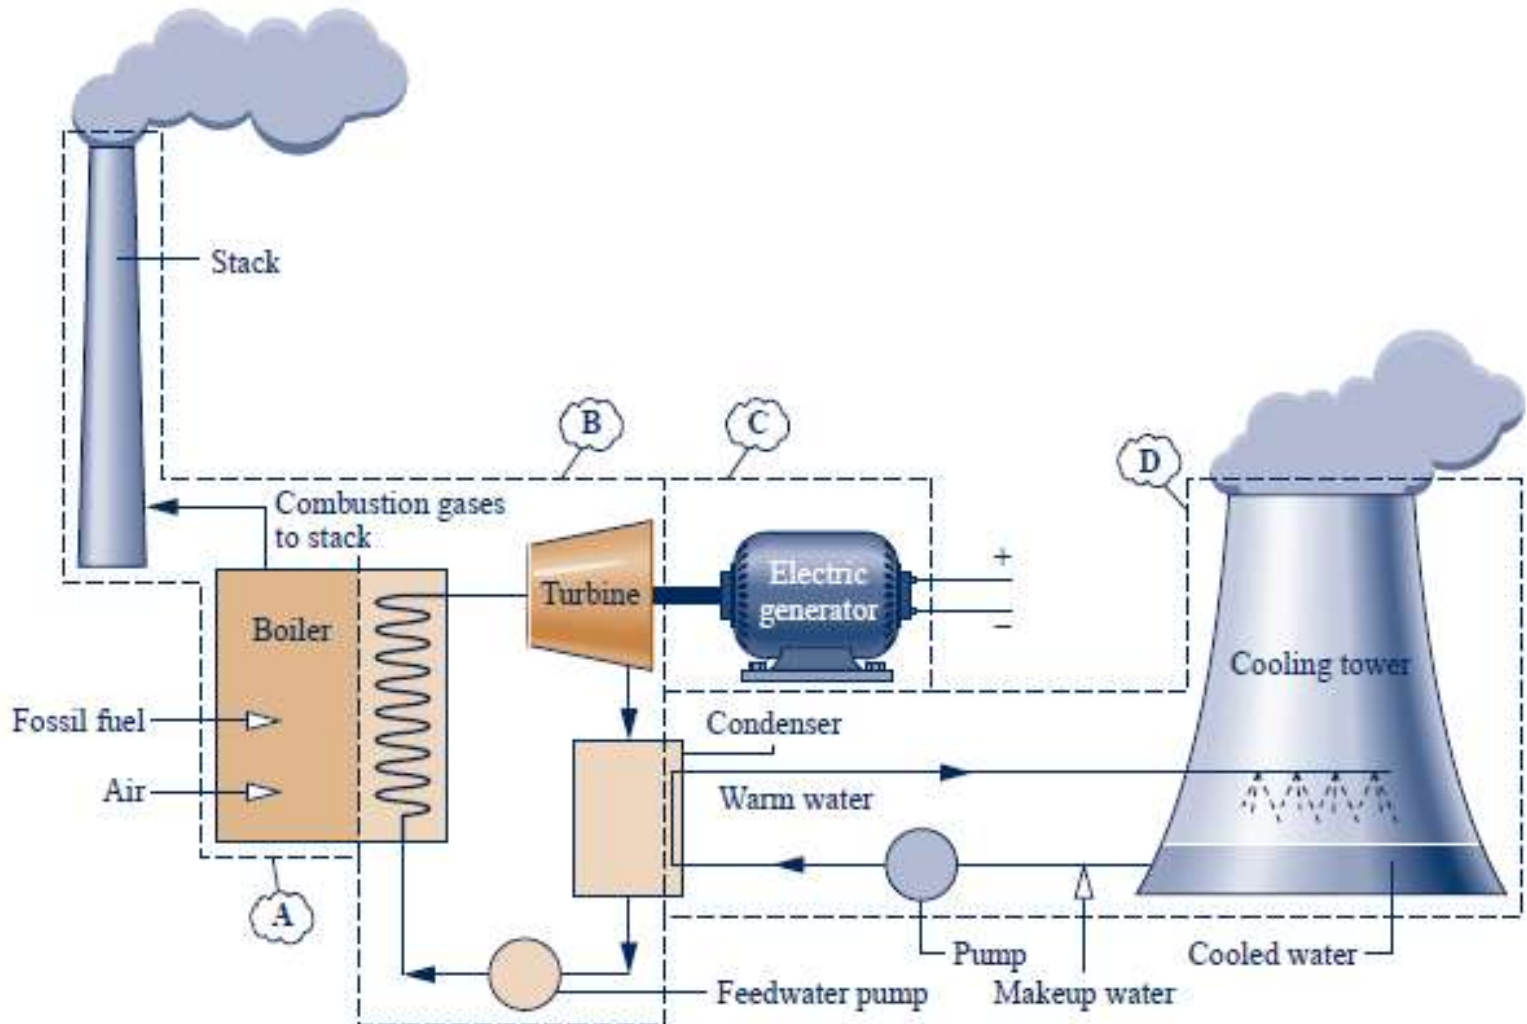 Stack
B
C
D
Combustion gases
to stack
Turbine
Electric
generator
+
−
Boiler
Cooling tower
Fossil fuel
Condenser
Air
Warm water
A
Pump
Cooled water
Feedwater pump
Makeup water